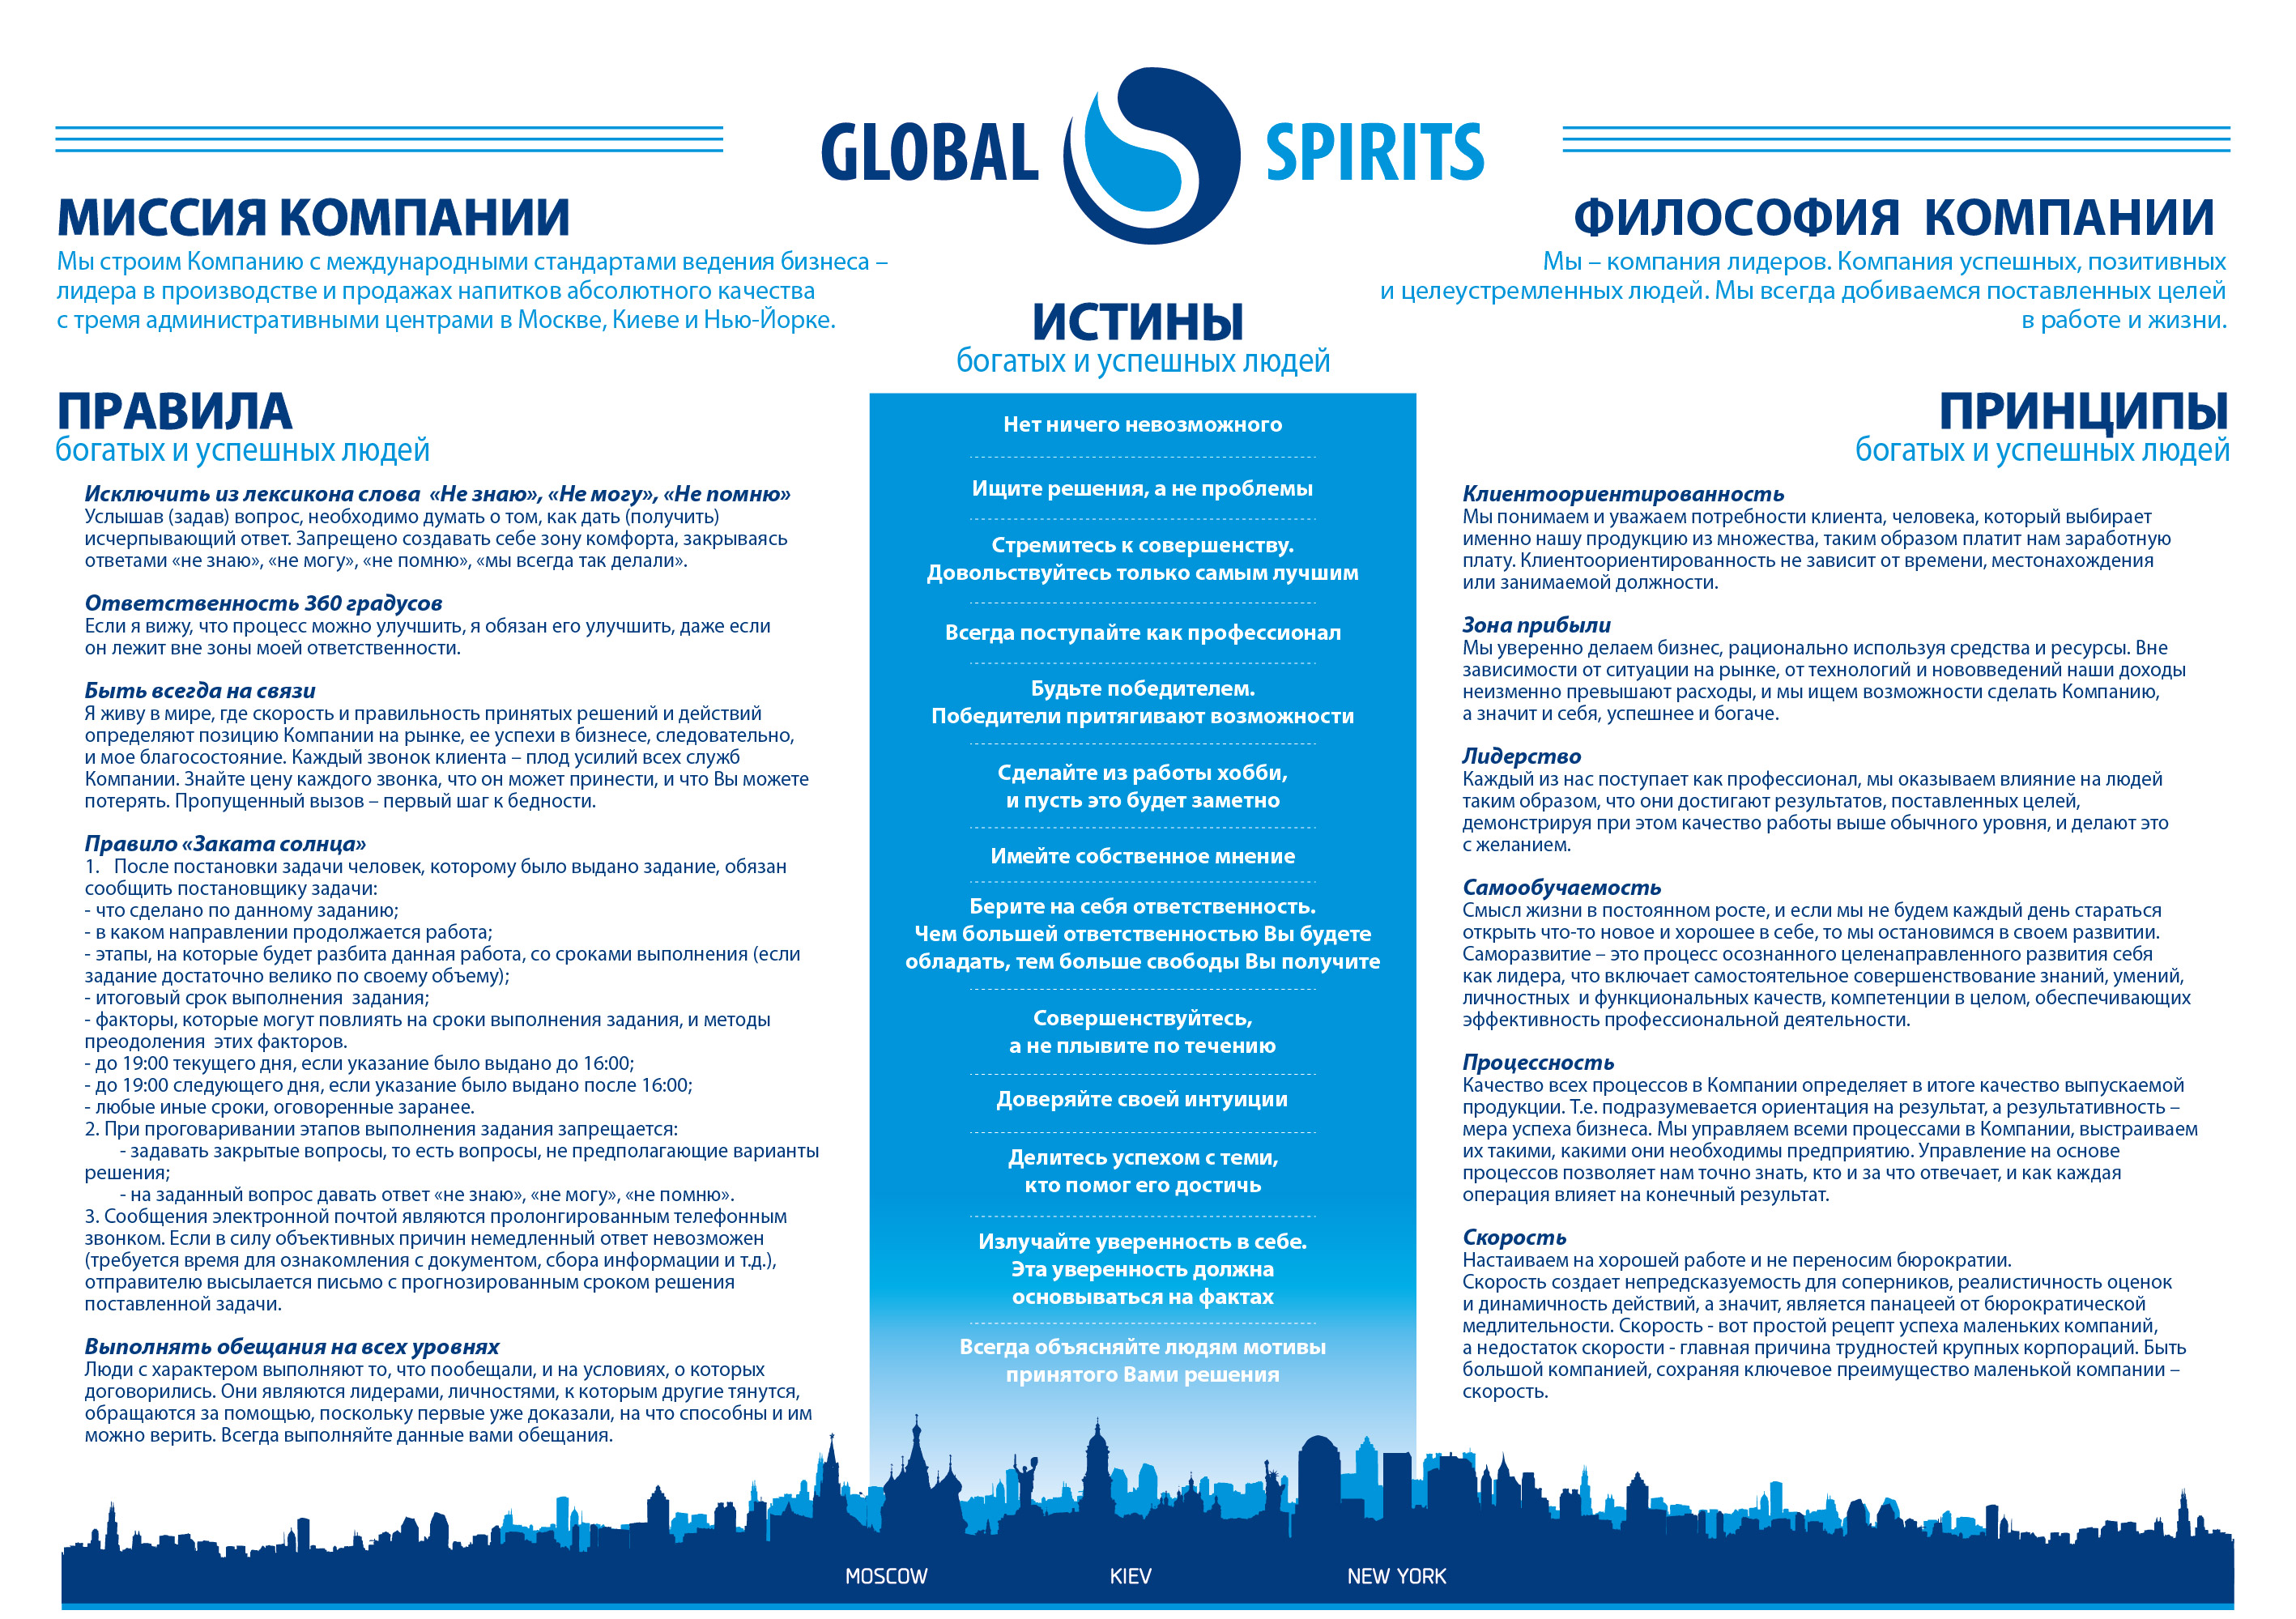 GLOBAL SPIRITS
МИССИЯ КОМПАНИИ
Мы строим Компанию с международными стандартами ведения бизнеса –
лидера в производстве и продажах напитков абсолютного качества
с тремя административными центрами в Москве, Киеве и Нью-Йорке.
ФИЛОСОФИЯ КОМПАНИИ
Мы – компания лидеров. Компания успешных, позитивных
и целеустремленных людей. Мы всегда добиваемся поставленных целей
в работе и жизни.
ПРАВИЛА
богатых и успешных людей
Исключить из лексикона слова «Не знаю», «Не могу», «Не помню»
Услышав (задав) вопрос, необходимо думать о том, как дать (получить)
исчерпывающий ответ. Запрещено создавать себе зону комфорта, закрываясь
ответами «не знаю», «не могу», «не помню», «мы всегда так делали».
Ответственность 360 градусов
Если я вижу, что процесс можно улучшить, я обязан его улучшить, даже если
он лежит вне зоны моей ответственности.
Быть всегда на связи
Я живу в мире, где скорость и правильность принятых решений и действий
определяют позицию Компании на рынке, ее успехи в бизнесе, следовательно,
и мое благосостояние. Каждый звонок клиента – плод усилий всех служб
Компании. Знайте цену каждого звонка, что он может принести, и что Вы можете
потерять. Пропущенный вызов – первый шаг к бедности.
Правило «Заката солнца»
1. После постановки задачи человек, которому было выдано задание, обязан
сообщить постановщику задачи:
- что сделано по данному заданию;
- в каком направлении продолжается работа;
- этапы, на которые будет разбита данная работа, со сроками выполнения (если
задание достаточно велико по своему объему);
- итоговый срок выполнения задания;
- факторы, которые могут повлиять на сроки выполнения задания, и методы
преодоления этих факторов.
- до 19:00 текущего дня, если указание было выдано до 16:00;
- до 19:00 следующего дня, если указание было выдано после 16:00;
- любые иные сроки, оговоренные заранее.
2. При проговаривании этапов выполнения задания запрещается:
- задавать закрытые вопросы, то есть вопросы, не предполагающие варианты
решения;
- на заданный вопрос давать ответ «не знаю», «не могу», «не помню».
3. Сообщения электронной почтой являются пролонгированным телефонным
звонком. Если в силу объективных причин немедленный ответ невозможен
(требуется время для ознакомления с документом, сбора информации и т.д.),
отправителю высылается письмо с прогнозированным сроком решения
поставленной задачи.
Выполнять обещания на всех уровнях
Люди с характером выполняют то, что пообещали, и на условиях, о которых
договорились. Они являются лидерами, личностями, к которым другие тянутся,
обращаются за помощью, поскольку первые уже доказали, на что способны и им
можно верить. Всегда выполняйте данные вами обещания.
ИСТИНЫ
богатых и успешных людей
Нет ничего невозможного
Ищите решения, а не проблемы
Стремитесь к совершенству.
Довольствуйтесь только самым лучшим
Всегда поступайте как профессионал
Будьте победителем.
Победители притягивают возможности
Сделайте из работы хобби,
и пусть это будет заметно
Имейте собственное мнение
Берите на себя ответственность.
Чем большей ответственностью Вы будете
обладать, тем больше свободы Вы получите
Совершенствуйтесь,
а не плывите по течению
Доверяйте своей интуиции
Делитесь успехом с теми,
кто помог его достичь
Излучайте уверенность в себе.
Эта уверенность должна
основываться на фактах
Всегда объясняйте людям мотивы
принятого Вами решения
ПРИНЦИПЫ
богатых и успешных людей
Клиентоориентированность
Мы понимаем и уважаем потребности клиента, человека, который выбирает
именно нашу продукцию из множества, таким образом платит нам заработную
плату. Клиентоориентированность не зависит от времени, местонахождения
или занимаемой должности.
Зона прибыли
Мы уверенно делаем бизнес, рационально используя средства и ресурсы. Вне
зависимости от ситуации на рынке, от технологий и нововведений наши доходы
неизменно превышают расходы, и мы ищем возможности сделать Компанию,
а значит и себя, успешнее и богаче.
Лидерство
Каждый из нас поступает как профессионал, мы оказываем влияние на людей
таким образом, что они достигают результатов, поставленных целей,
демонстрируя при этом качество работы выше обычного уровня, и делают это
с желанием.
Самообучаемость
Смысл жизни в постоянном росте, и если мы не будем каждый день стараться
открыть что-то новое и хорошее в себе, то мы остановимся в своем развитии.
Саморазвитие – это процесс осознанного целенаправленного развития себя
как лидера, что включает самостоятельное совершенствование знаний, умений,
личностных и функциональных качеств, компетенции в целом, обеспечивающих
эффективность профессиональной деятельности.
Процессность
Качество всех процессов в Компании определяет в итоге качество выпускаемой
продукции. Т.е. подразумевается ориентация на результат, а результативность –
мера успеха бизнеса. Мы управляем всеми процессами в Компании, выстраиваем
их такими, какими они необходимы предприятию. Управление на основе
процессов позволяет нам точно знать, кто и за что отвечает, и как каждая
операция влияет на конечный результат.
Скорость
Настаиваем на хорошей работе и не переносим бюрократии.
Скорость создает непредсказуемость для соперников, реалистичность оценок
и динамичность действий, а значит, является панацеей от бюрократической
медлительности. Скорость - вот простой рецепт успеха маленьких компаний,
а недостаток скорости - главная причина трудностей крупных корпораций. Быть
большой компанией, сохраняя ключевое преимущество маленькой компании –
скорость.
MOSCOW KIEV NEW YORK